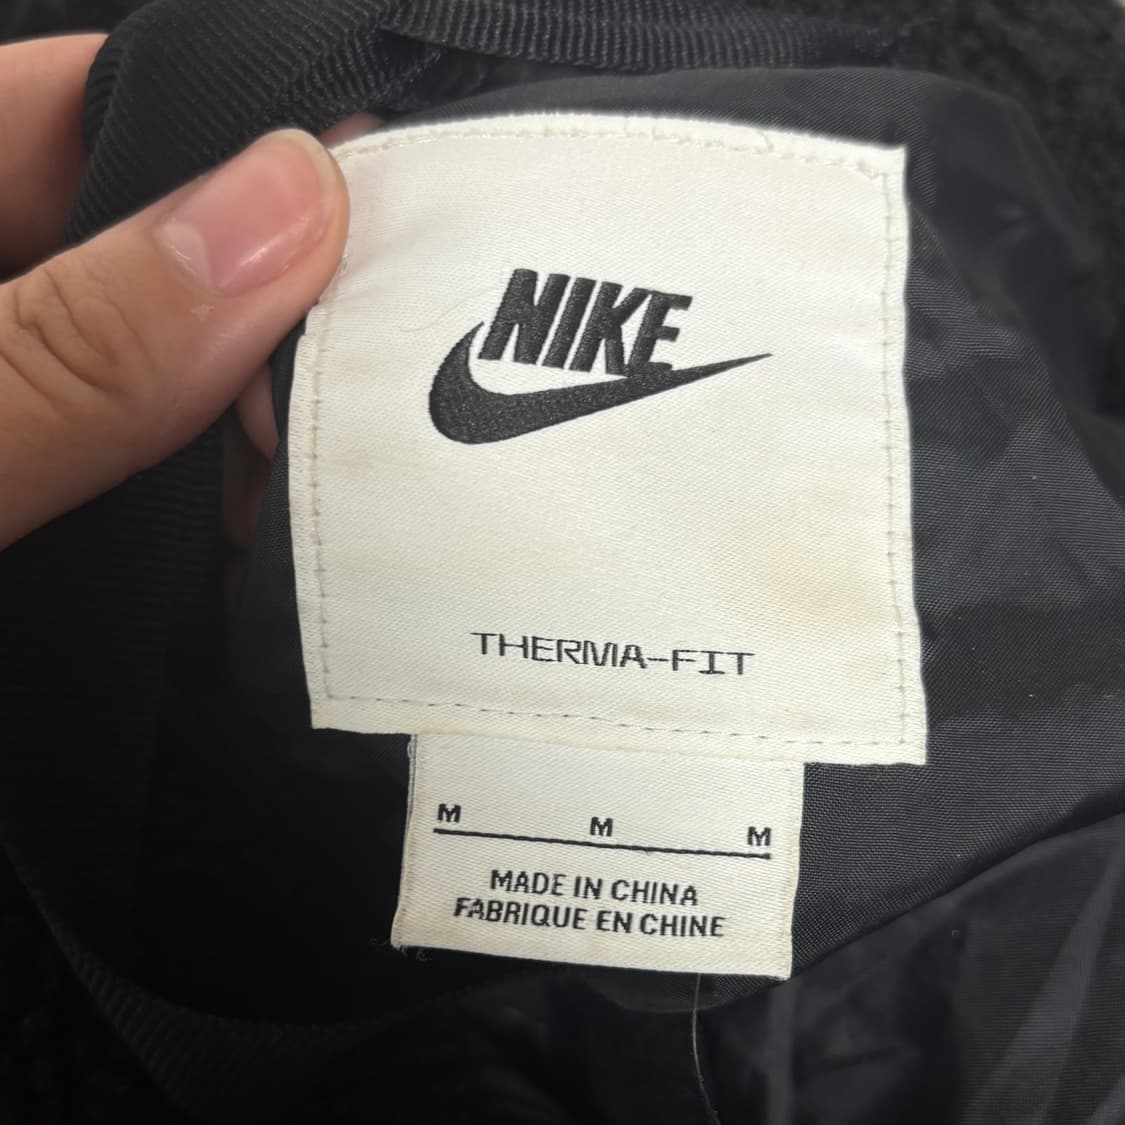 NIKE
THERMA-FIT
M M M
MADE IN CHINA
FABRIQUE EN CHINE